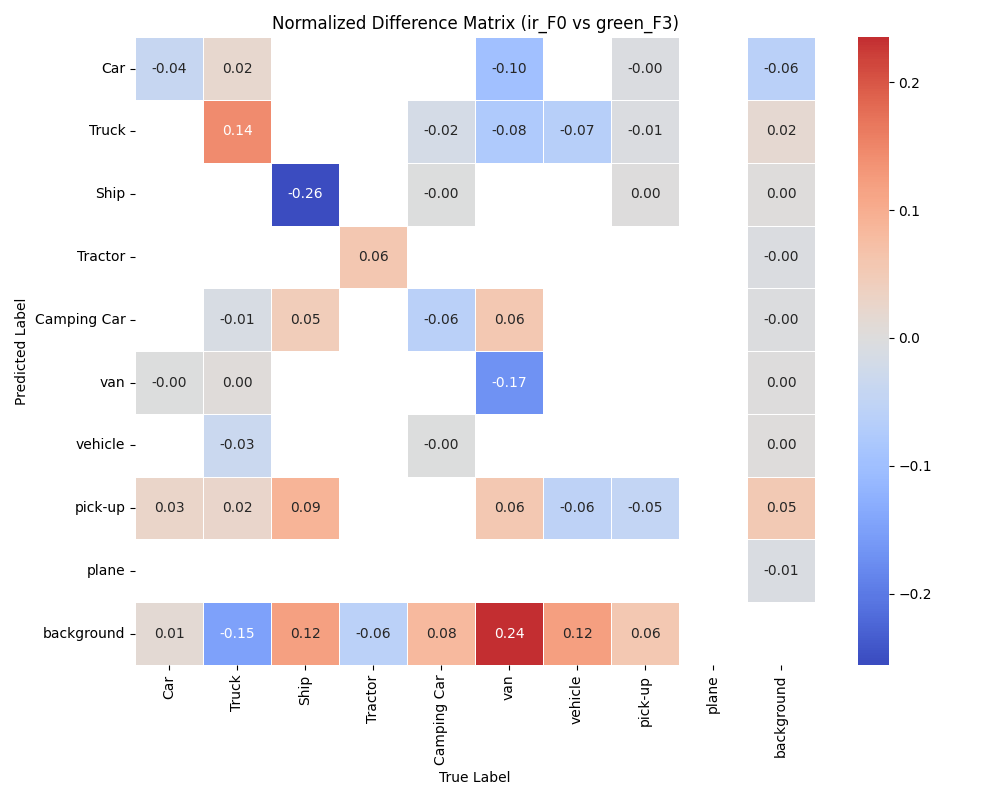 Normalized Difference Matrix (ir_F0 vs green_F3)
Predicted Label
Car -0.04 0.02 -0.10 -0.00 -0.06
Truck 0.14 -0.02 -0.08 -0.07 -0.01 0.02
Ship -0.26 -0.00 0.00 0.00
Tractor 0.06 -0.00
Camping Car -0.01 0.05 -0.06 0.06 -0.00
van -0.00 0.00 -0.17 0.00
vehicle -0.03 -0.00 0.00
pick-up 0.03 0.02 0.09 0.06 -0.06 -0.05 0.05
plane -0.01
background 0.01 -0.15 0.12 -0.06 0.08 0.24 0.12 0.06
Car Truck Ship Tractor Camping Car van vehicle pick-up plane background
True Label
0.2
0.1
0.0
−0.1
−0.2